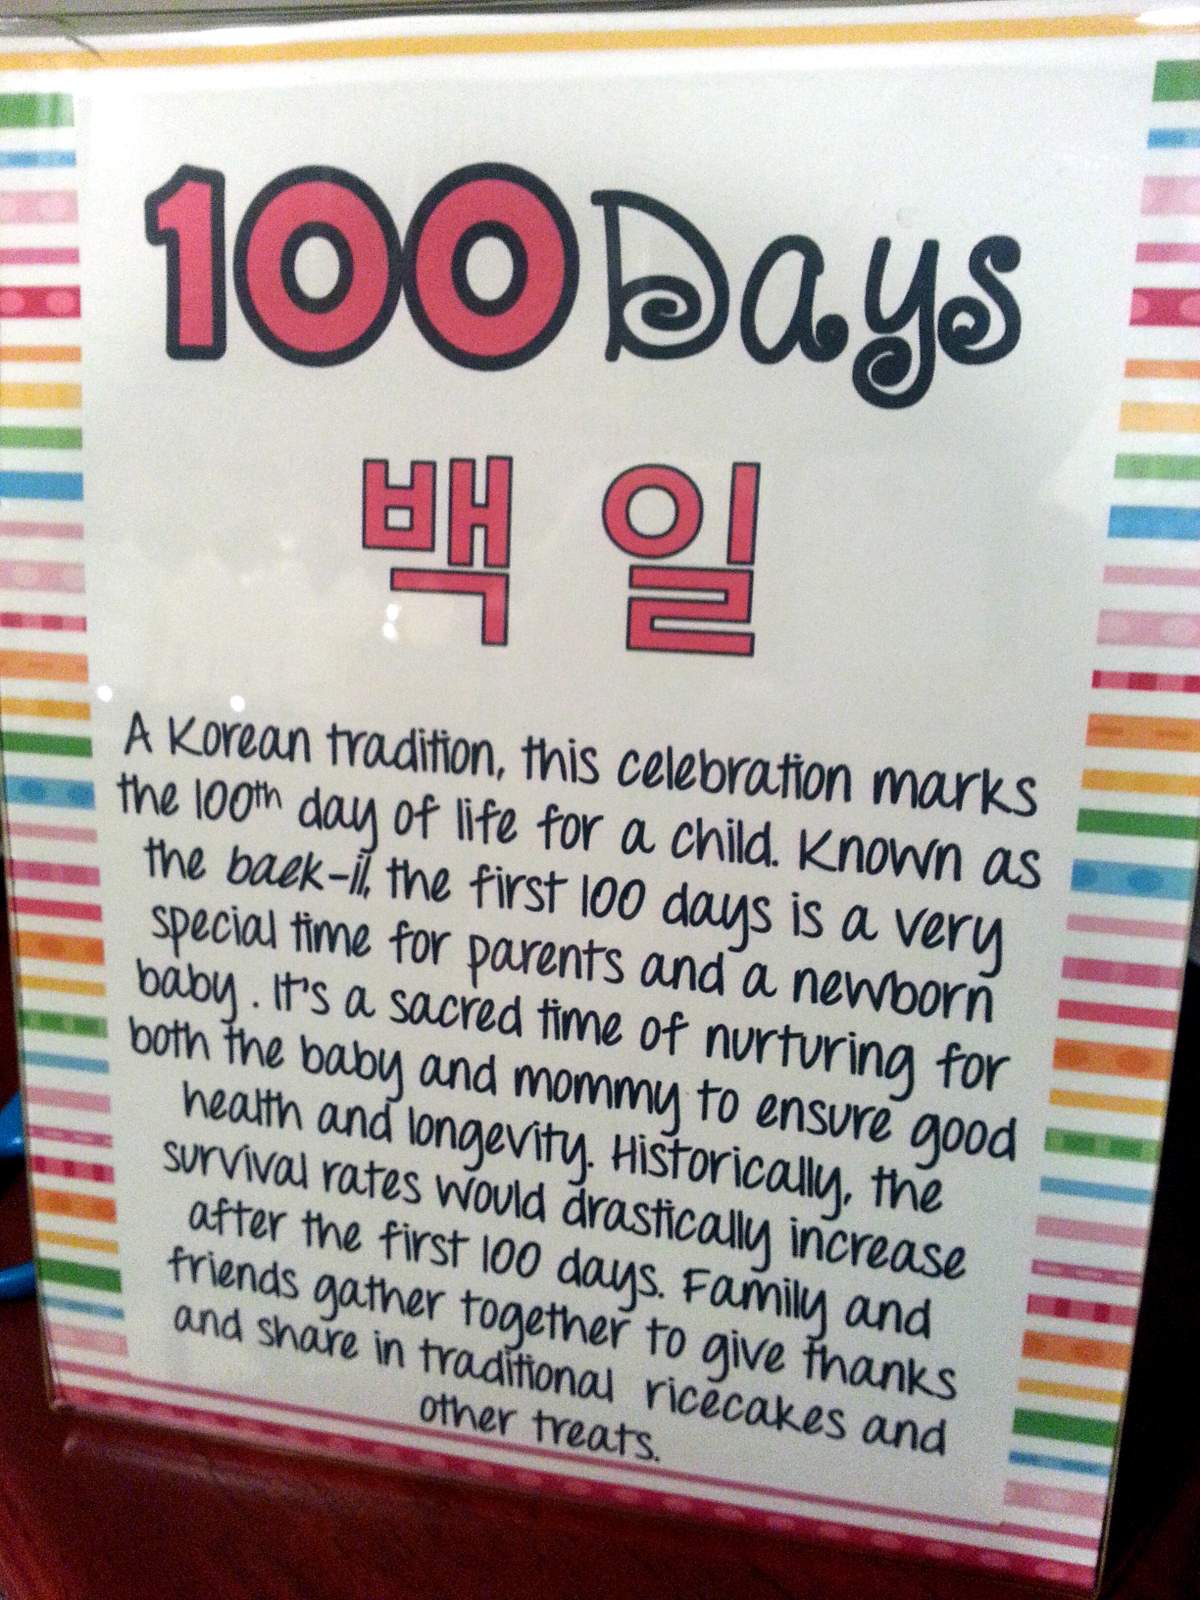 100 Days
백 일
A Korean tradition, this celebration marks
the 100th day of life for a child. Known as
the baek-il, the first 100 days is a very
special time for parents and a newborn
baby. It's a sacred time of nurturing for
both the baby and mommy to ensure good
health and longevity. Historically, the
survival rates would drastically increase
after the first 100 days. Family and
friends gather together to give thanks
and share in traditional ricecakes and
other treats.